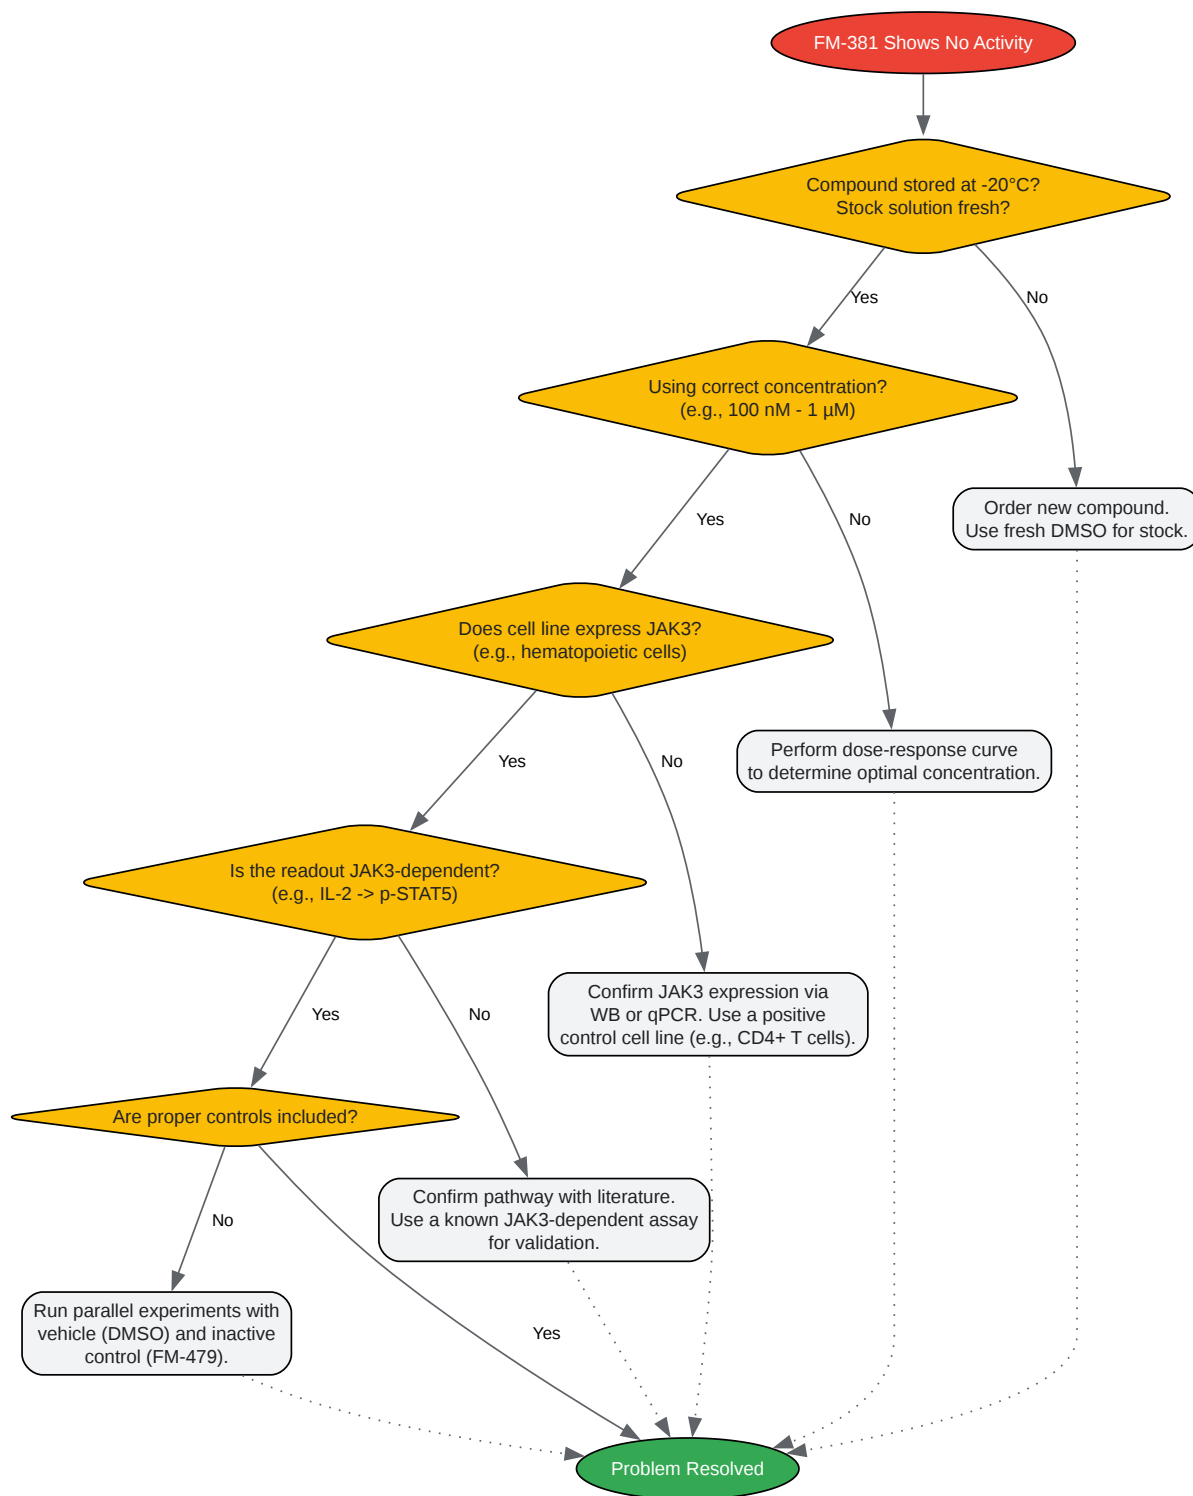 FM-381 Shows No Activity
Compound stored at -20°C?
Stock solution fresh?
Yes
No
Using correct concentration?
(e.g., 100 nM - 1 µM)
Order new compound.
Use fresh DMSO for stock.
Yes
No
Does cell line express JAK3?
(e.g., hematopoietic cells)
Perform dose-response curve
to determine optimal concentration.
Yes
No
Is the readout JAK3-dependent?
(e.g., IL-2 -> p-STAT5)
Confirm JAK3 expression via
WB or qPCR. Use a positive
control cell line (e.g., CD4+ T cells).
Yes
No
Are proper controls included?
Confirm pathway with literature.
Use a known JAK3-dependent assay
for validation.
No
Yes
Run parallel experiments with
vehicle (DMSO) and inactive
control (FM-479).
Problem Resolved